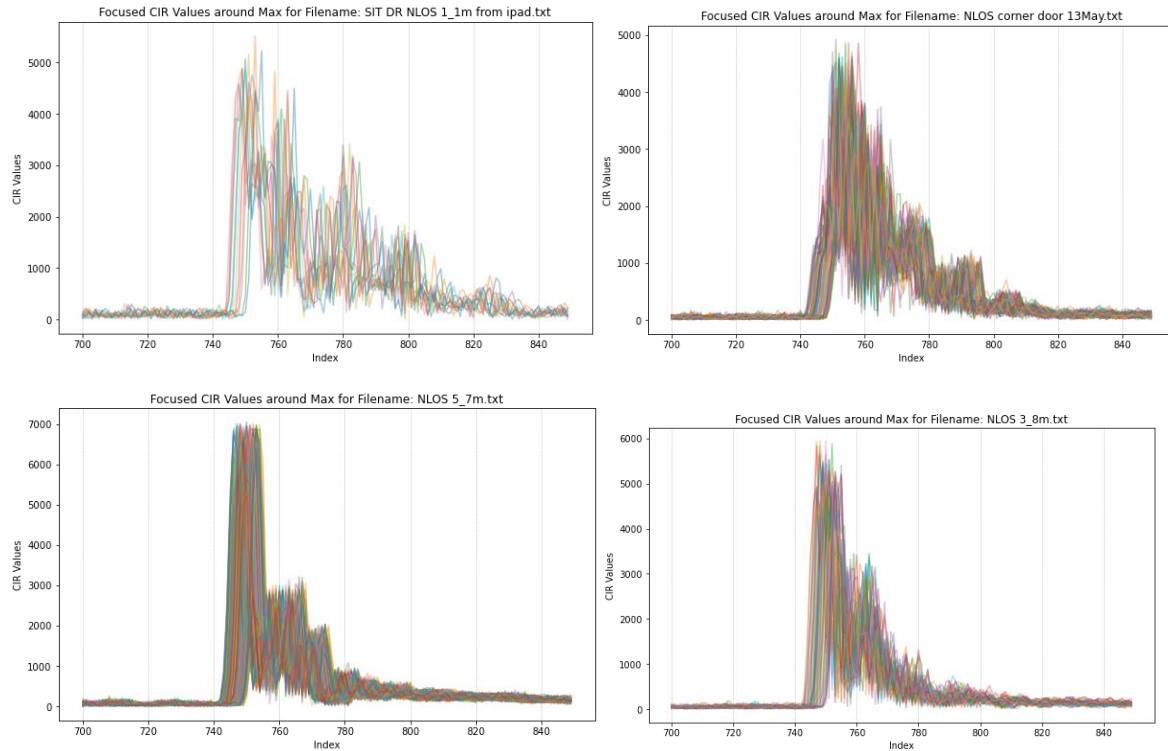 Focused CIR Values around Max for Filename: SIT DR NLOS 1_1m from ipad.txt
CIR Values
5000
4000
3000
2000
1000
0
700 720 740 760 780 800 820 840
Index
Focused CIR Values around Max for Filename: NLOS corner door 13May.txt
CIR Values
5000
4000
3000
2000
1000
0
700 720 740 760 780 800 820 840
Index
Focused CIR Values around Max for Filename: NLOS 5_7m.txt
CIR Values
7000
6000
5000
4000
3000
2000
1000
0
700 720 740 760 780 800 820 840
Index
Focused CIR Values around Max for Filename: NLOS 3_8m.txt
CIR Values
6000
5000
4000
3000
2000
1000
0
700 720 740 760 780 800 820 840
Index